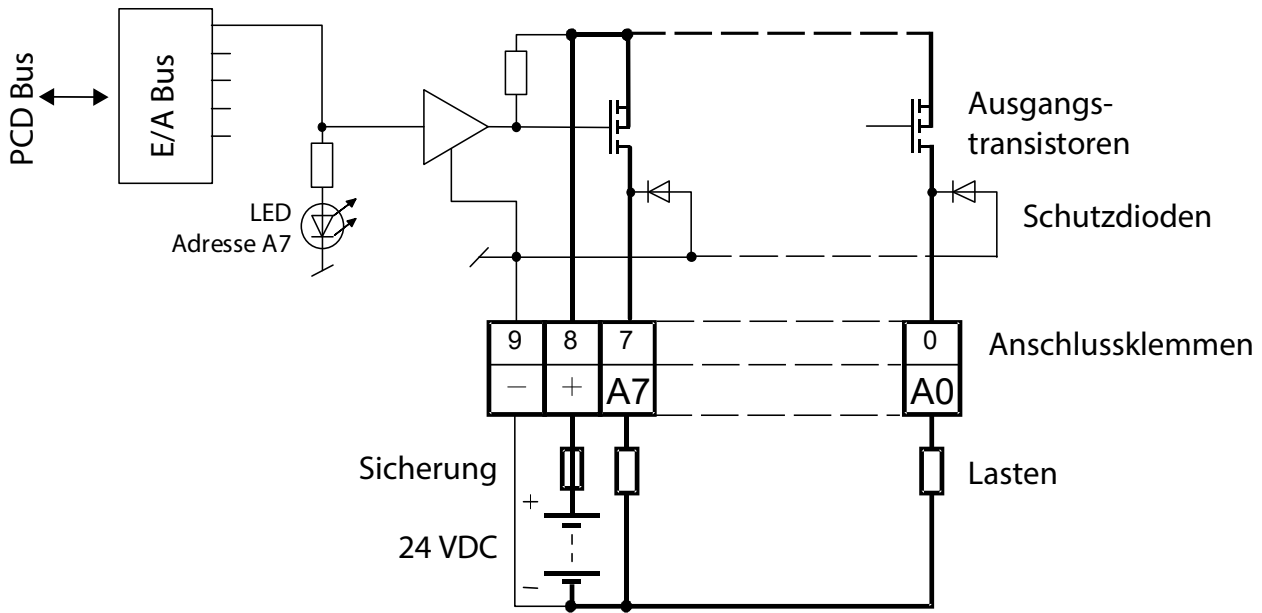 PCD Bus
E/A Bus
LED
Adresse A7
Ausgangs-
transistoren
Schutzdioden
9 8 7 0
Anschlussklemmen
− + A7 A0
Sicherung
Lasten
+
24 VDC
−